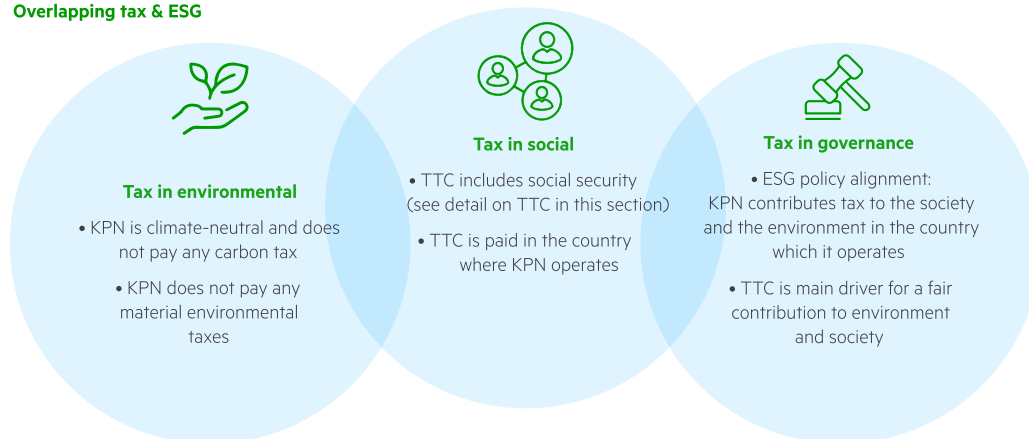 Overlapping tax & ESG
Tax in environmental
• KPN is climate-neutral and does
not pay any carbon tax
• KPN does not pay any
material environmental
taxes
Tax in social
• TTC includes social security
(see detail on TTC in this section)
• TTC is paid in the country
where KPN operates
Tax in governance
• ESG policy alignment:
KPN contributes tax to the society
and the environment in the country
which it operates
• TTC is main driver for a fair
contribution to environment
and society